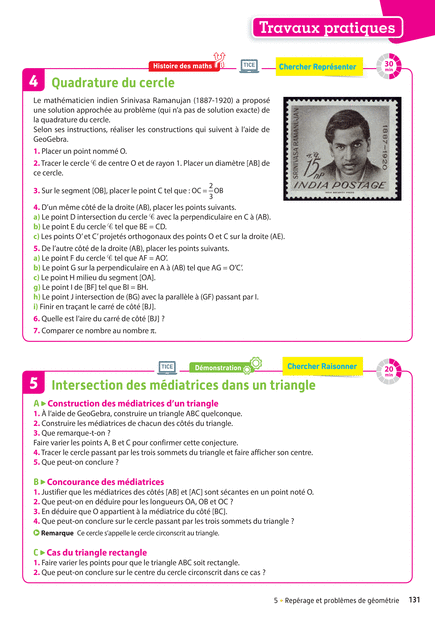 Travaux pratiques
Histoire des maths
TICE
Chercher Représenter
30
min
4 Quadrature du cercle
Le mathématicien indien Srinivasa Ramanujan (1887-1920) a proposé
une solution approchée au problème (qui n'a pas de solution exacte) de
la quadrature du cercle.
Selon ses instructions, réaliser les constructions qui suivent à l'aide de
GeoGebra.
1. Placer un point nommé O.
2. Tracer le cercle 𝒞 de centre O et de rayon 1. Placer un diamètre [AB] de
ce cercle.
3. Sur le segment [OB], placer le point C tel que : OC = 2/3 OB
4. D'un même côté de la droite (AB), placer les points suivants.
a) Le point D intersection du cercle 𝒞 avec la perpendiculaire en C à (AB).
b) Le point E du cercle 𝒞 tel que BE = CD.
c) Les points O' et C' projetés orthogonaux des points O et C sur la droite (AE).
5. De l'autre côté de la droite (AB), placer les points suivants.
a) Le point F du cercle 𝒞 tel que AF = AO'.
b) Le point G sur la perpendiculaire en A à (AB) tel que AG = O'C'.
c) Le point H milieu du segment [OA].
g) Le point I de [BF] tel que BI = BH.
h) Le point J intersection de (BG) avec la parallèle à (GF) passant par I.
i) Finir en traçant le carré de côté [BJ].
6. Quelle est l'aire du carré de côté [BJ] ?
7. Comparer ce nombre au nombre π.
SRINIVASA RAMANUJAN
1887-1920
15
INDIA POSTAGE
TICE
Démonstration
Chercher Raisonner
20
min
5 Intersection des médiatrices dans un triangle
A ▸ Construction des médiatrices d'un triangle
1. À l'aide de GeoGebra, construire un triangle ABC quelconque.
2. Construire les médiatrices de chacun des côtés du triangle.
3. Que remarque-t-on ?
Faire varier les points A, B et C pour confirmer cette conjecture.
4. Tracer le cercle passant par les trois sommets du triangle et faire afficher son centre.
5. Que peut-on conclure ?
B ▸ Concourance des médiatrices
1. Justifier que les médiatrices des côtés [AB] et [AC] sont sécantes en un point noté O.
2. Que peut-on en déduire pour les longueurs OA, OB et OC ?
3. En déduire que O appartient à la médiatrice du côté [BC].
4. Que peut-on conclure sur le cercle passant par les trois sommets du triangle ?
Remarque Ce cercle s'appelle le cercle circonscrit au triangle.
C ▸ Cas du triangle rectangle
1. Faire varier les points pour que le triangle ABC soit rectangle.
2. Que peut-on conclure sur le centre du cercle circonscrit dans ce cas ?
5 • Repérage et problèmes de géométrie 131